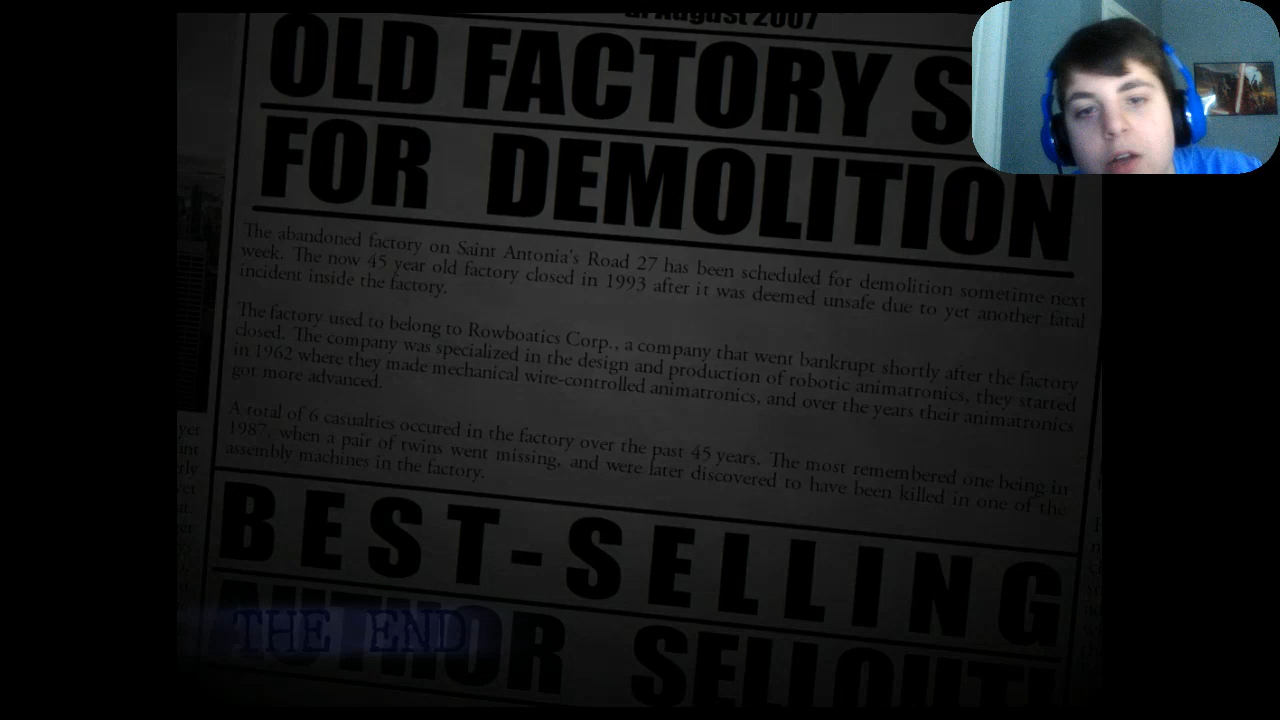 August 2007
OLD FACTORY
FOR DEMOLITION
The abandoned factory on Saint Antonia's Road 27 has been scheduled for demolition sometime next
week. The now 45 year old factory closed in 1993 after it was deemed unsafe due to yet another fatal
incident inside the factory.
The factory used to belong to Rowboatics Corp., a company that went bankrupt shortly after the factory
closed. The company was specialized in the design and production of robotic animatronics, they started
in 1962 where they made mechanical wire-controlled animatronics, and over the years their animatronics
got more advanced.
A total of 6 casualties occured in the factory over the past 45 years. The most remembered one being in
1987, when a pair of twins went missing, and were later discovered to have been killed in one of the
assembly machines in the factory.
BEST-SELLING
AUTHOR SELLOUT!
THE END